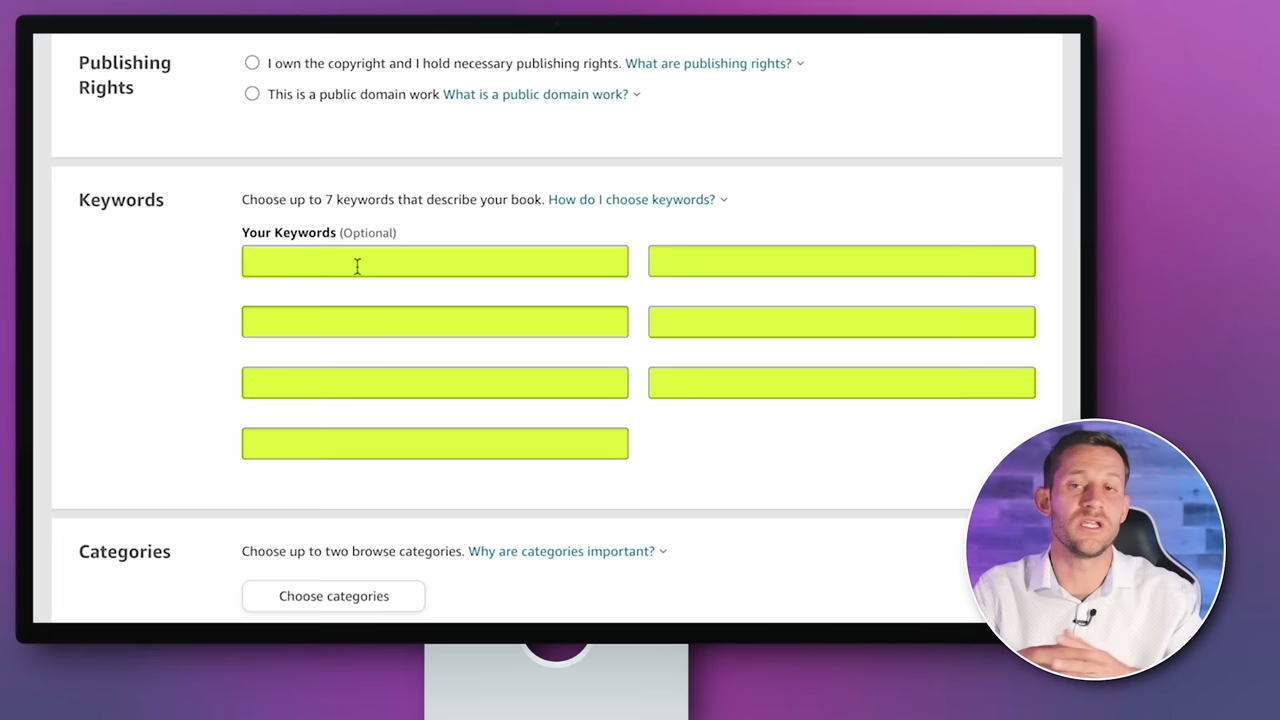 Publishing
Rights
I own the copyright and I hold necessary publishing rights. What are publishing rights?
This is a public domain work What is a public domain work?
Keywords
Choose up to 7 keywords that describe your book. How do I choose keywords?
Your Keywords (Optional)
Categories
Choose up to two browse categories. Why are categories important?
Choose categories